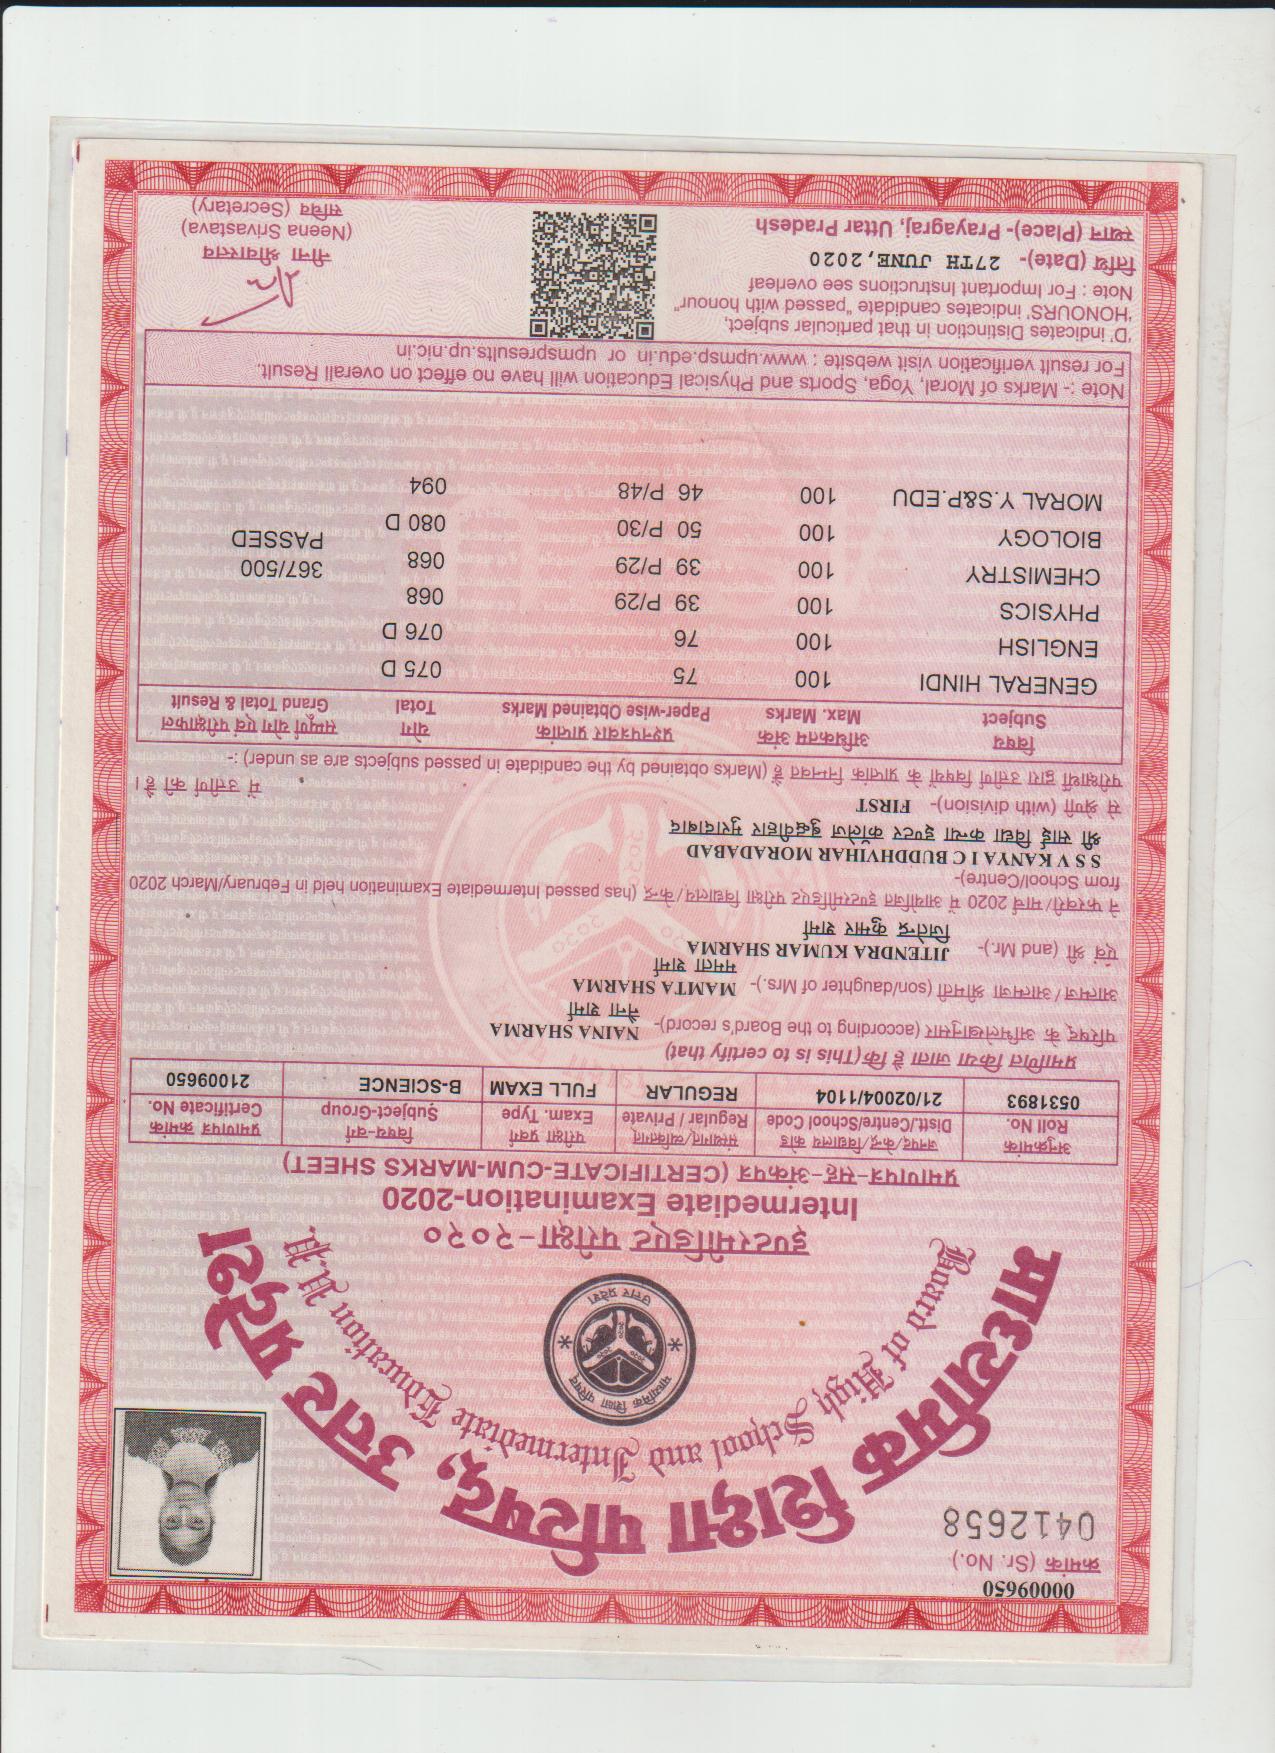 00009650
क्रमांक (Sr. No.)
0412658
माध्यमिक शिक्षा परिषद्, उत्तर प्रदेश
Board of High School and Intermediate Education U.P.
माध्यमिक शिक्षा परिषद
उत्तर प्रदेश
इण्टरमीडिएट परीक्षा-२०२०
Intermediate Examination-2020
प्रमाणपत्र-सह-अंकपत्र (CERTIFICATE-CUM-MARKS SHEET)
अनुक्रमांक जनपद/केन्द्र/विद्यालय कोड संस्थागत/व्यक्तिगत परीक्षा प्रवर्ग विषय-वर्ग प्रमाणपत्र क्रमांक
Roll No. Distt./Centre/School Code Regular / Private Exam. Type Subject-Group Certificate No.
0531893 21/02004/1104 REGULAR FULL EXAM B-SCIENCE 21009650
प्रमाणित किया जाता है कि (This is to certify that)
परिषद् के अभिलेखानुसार (according to the Board's record)- NAINA SHARMA
नैना शर्मा
आत्मज/आत्मजा श्रीमती (son/daughter of Mrs.)- MAMTA SHARMA
ममता शर्मा
एवं श्री (and Mr.)- JITENDRA KUMAR SHARMA
जितेन्द्र कुमार शर्मा
ने फरवरी/मार्च 2020 में आयोजित इण्टरमीडिएट परीक्षा विद्यालय/केन्द्र (has passed Intermediate Examination held in February/March 2020
from School/Centre)-
S S V KANYA I C BUDDHIVIHAR MORADABAD
श्री साई विद्या कन्या इण्टर कॉलेज बुद्धिविहार मुरादाबाद
से श्रेणी (with division)- FIRST में उत्तीर्ण की है।
परीक्षार्थी द्वारा उत्तीर्ण विषयों के प्राप्तांक निम्नवत हैं (Marks obtained by the candidate in passed subjects are as under) :-
विषय अधिकतम अंक प्रश्नपत्रवार प्राप्तांक योग सम्पूर्ण योग एवं परीक्षाफल
Subject Max. Marks Paper-wise Obtained Marks Total Grand Total & Result
GENERAL HINDI 100 75 075 D
ENGLISH 100 76 076 D
PHYSICS 100 39 P/29 068
CHEMISTRY 100 39 P/29 068 367/500
BIOLOGY 100 50 P/30 080 D PASSED
MORAL Y.S&P.EDU 100 46 P/48 094
Note :- Marks of Moral, Yoga, Sports and Physical Education will have no effect on overall Result.
For result verification visit website : www.upmsp.edu.in or upmspresults.up.nic.in
'D' indicates Distinction in that particular subject,
'HONOURS' indicates candidate "passed with honour"
Note : For Important Instructions see overleaf
तिथि (Date)- 27TH JUNE, 2020
स्थान (Place)- Prayagraj, Uttar Pradesh
नीना श्रीवास्तव
(Neena Srivastava)
सचिव (Secretary)